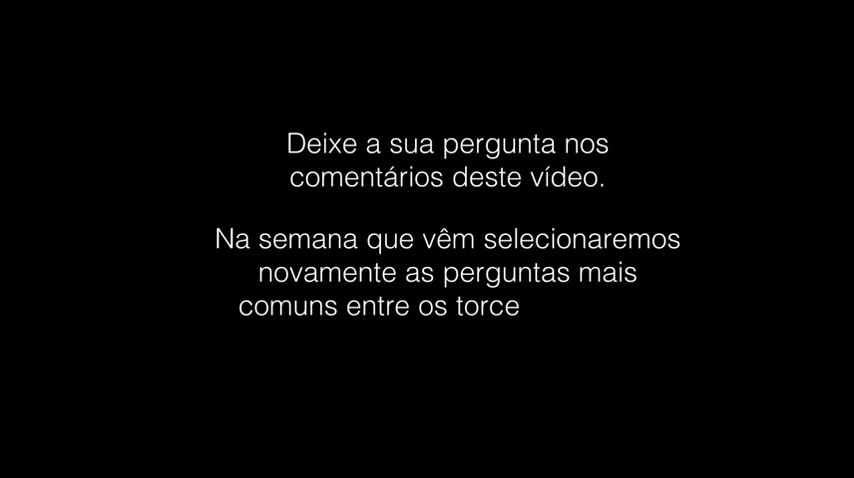 Deixe a sua pergunta nos
comentários deste vídeo.
Na semana que vêm selecionaremos
novamente as perguntas mais
comuns entre os torce